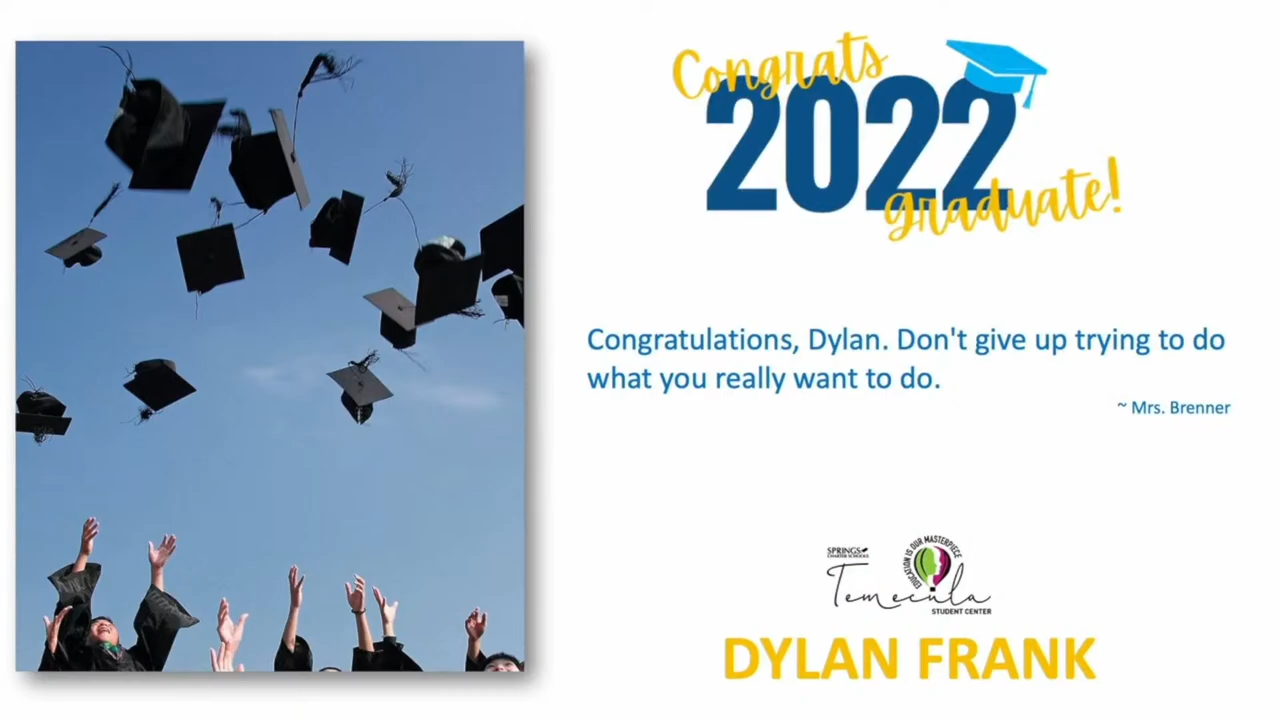 Congrats
2022
graduate!
Congratulations, Dylan. Don't give up trying to do
what you really want to do.
~ Mrs. Brenner
SPRINGS
CHARTER SCHOOLS
EDUCATION IS OUR MASTERPIECE
Temecula
STUDENT CENTER
DYLAN FRANK